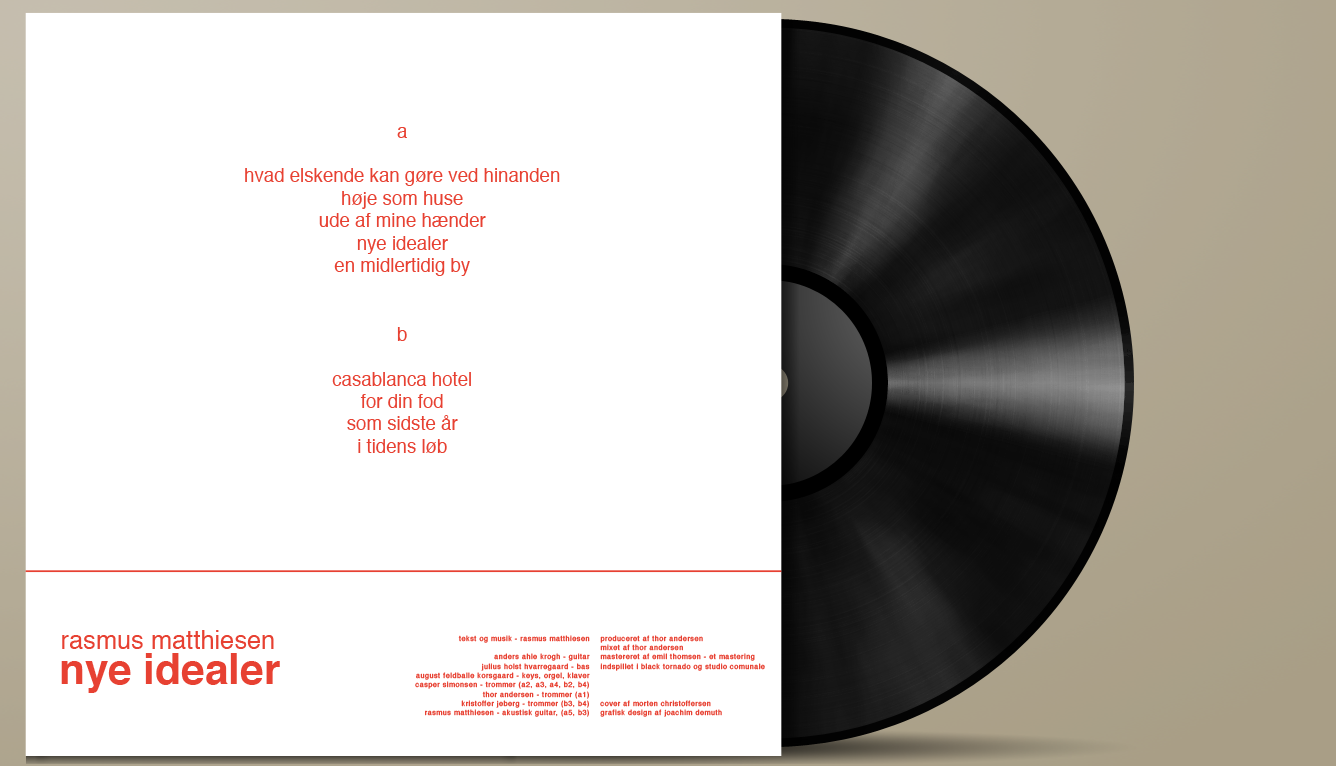 a
hvad elskende kan gøre ved hinanden
høje som huse
ude af mine hænder
nye idealer
en midlertidig by
b
casablanca hotel
for din fod
som sidste år
i tidens løb
rasmus matthiesen
nye idealer
tekst og musik - rasmus matthiesen
anders ahle krogh - guitar
julius holst hvarregaard - bas
august feldballe korsgaard - keys, orgel, klaver
casper simonsen - trommer (a2, a3, a4, b2, b4)
thor andersen - trommer (a1)
kristoffer jeberg - trommer (b3, b4)
rasmus matthiesen - akustisk guitar, (a5, b3)
produceret af thor andersen
mixet af thor andersen
mastereret af emil thomsen - et mastering
indspillet i black tornado og studio comunale
cover af morten christoffersen
grafisk design af joachim demuth